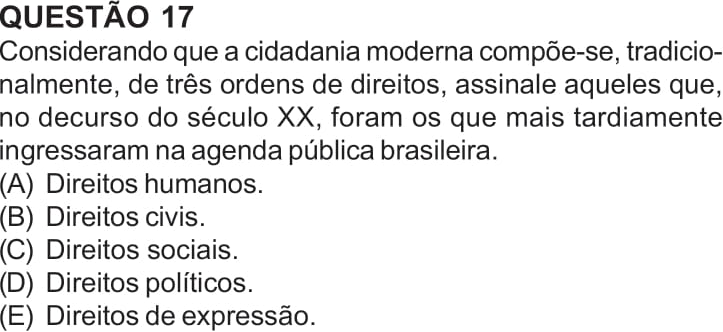 QUESTÃO 17
Considerando que a cidadania moderna compõe-se, tradicio-
nalmente, de três ordens de direitos, assinale aqueles que,
no decurso do século XX, foram os que mais tardiamente
ingressaram na agenda pública brasileira.
(A) Direitos humanos.
(B) Direitos civis.
(C) Direitos sociais.
(D) Direitos políticos.
(E) Direitos de expressão.